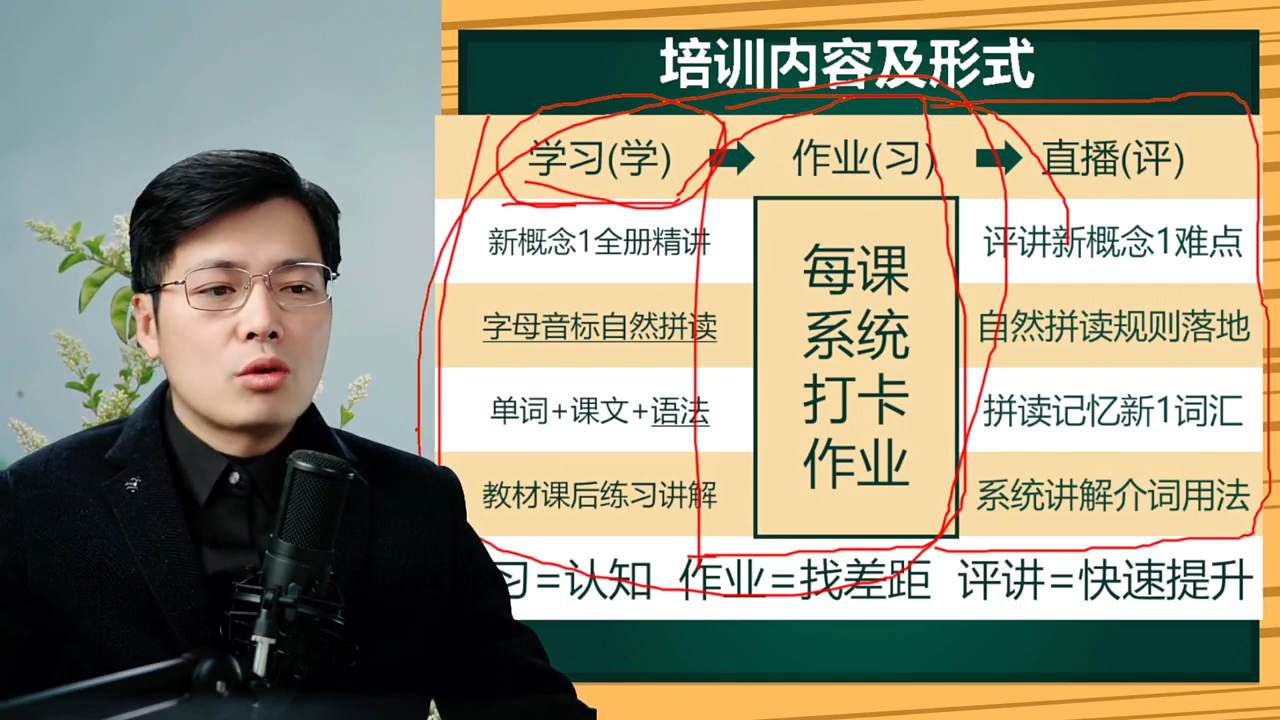 培训内容及形式
学习(学) ➡ 作业(习) ➡ 直播(评)
新概念1全册精讲
字母音标自然拼读
单词+课文+语法
教材课后练习讲解
每课
系统
打卡
作业
评讲新概念1难点
自然拼读规则落地
拼读记忆新1词汇
系统讲解介词用法
习=认知 作业=找差距 评讲=快速提升